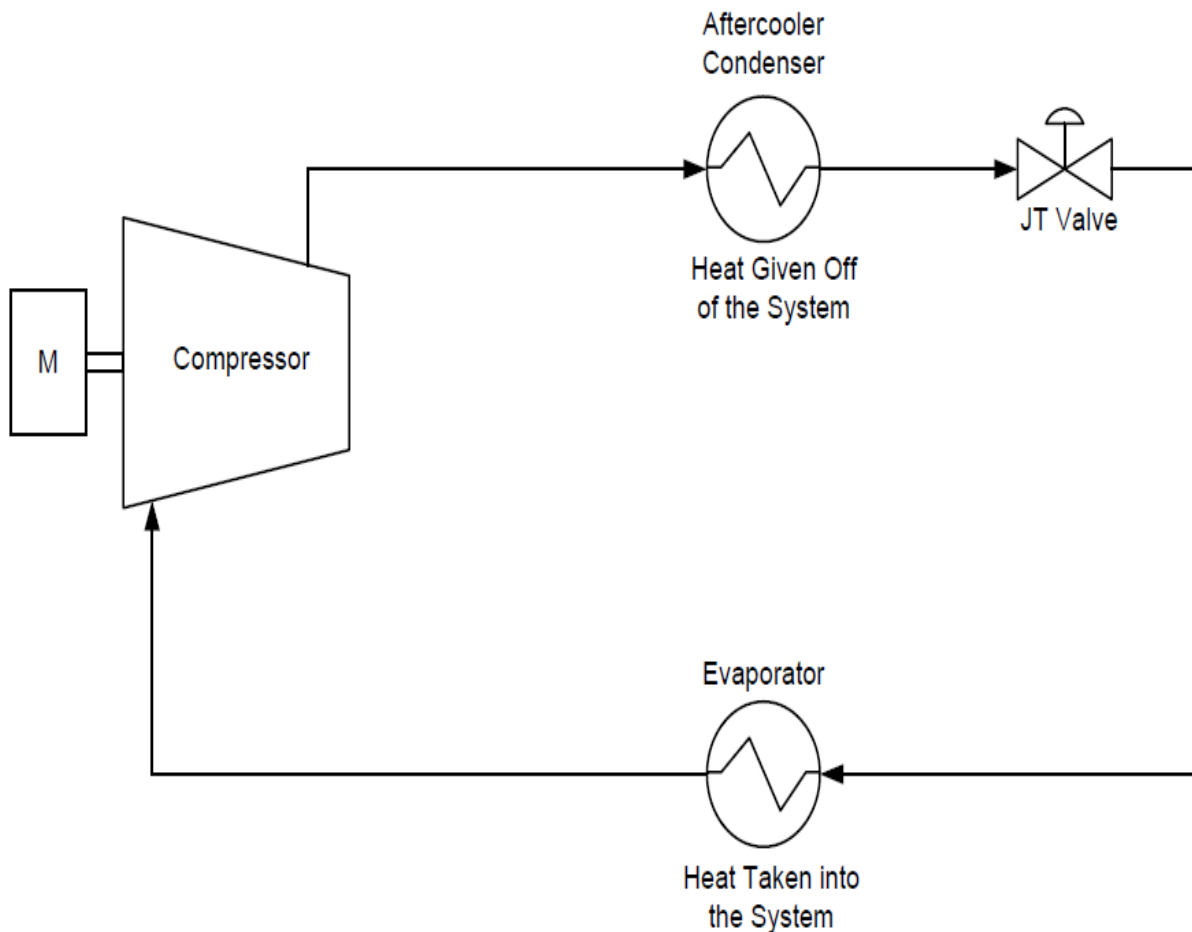 Aftercooler
Condenser
JT Valve
Heat Given Off
of the System
M
Compressor
Evaporator
Heat Taken into
the System